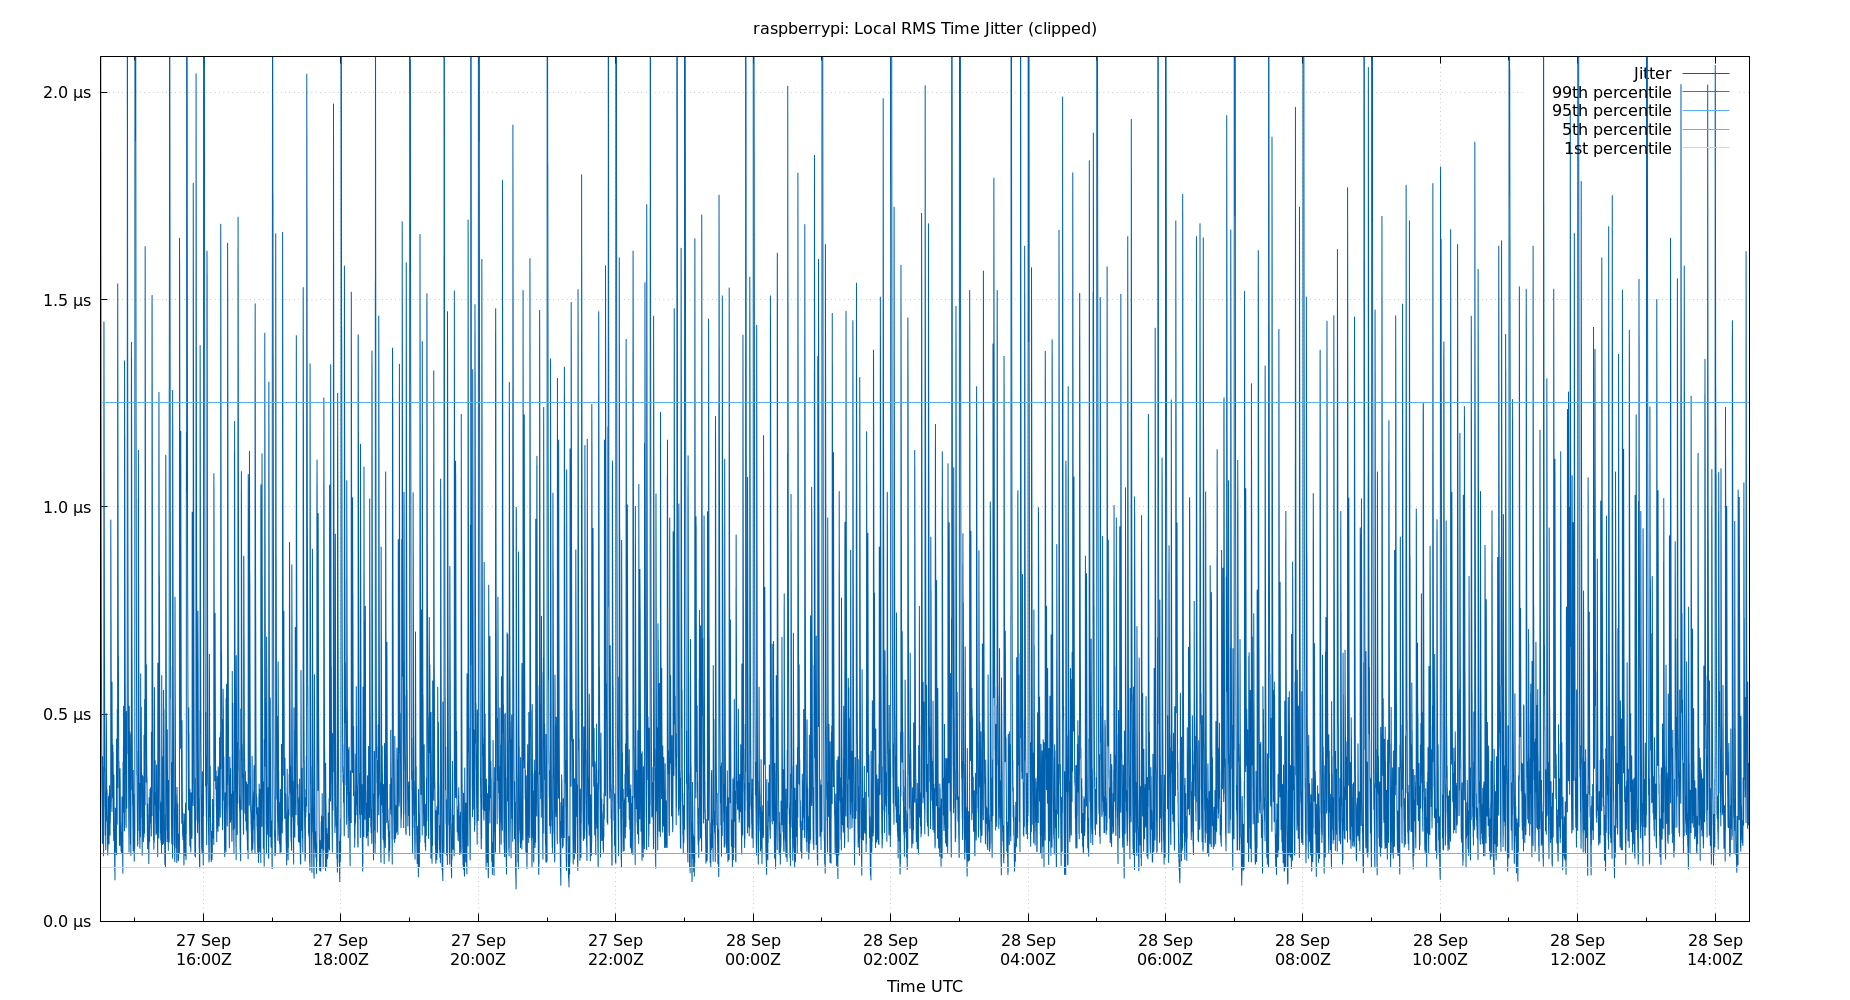 raspberrypi: Local RMS Time Jitter (clipped)
Jitter
99th percentile
95th percentile
5th percentile
1st percentile
2.0 µs
1.5 µs
1.0 µs
0.5 µs
0.0 µs
27 Sep 27 Sep 27 Sep 27 Sep 28 Sep 28 Sep 28 Sep 28 Sep 28 Sep 28 Sep 28 Sep 28 Sep
16:00Z 18:00Z 20:00Z 22:00Z 00:00Z 02:00Z 04:00Z 06:00Z 08:00Z 10:00Z 12:00Z 14:00Z
Time UTC